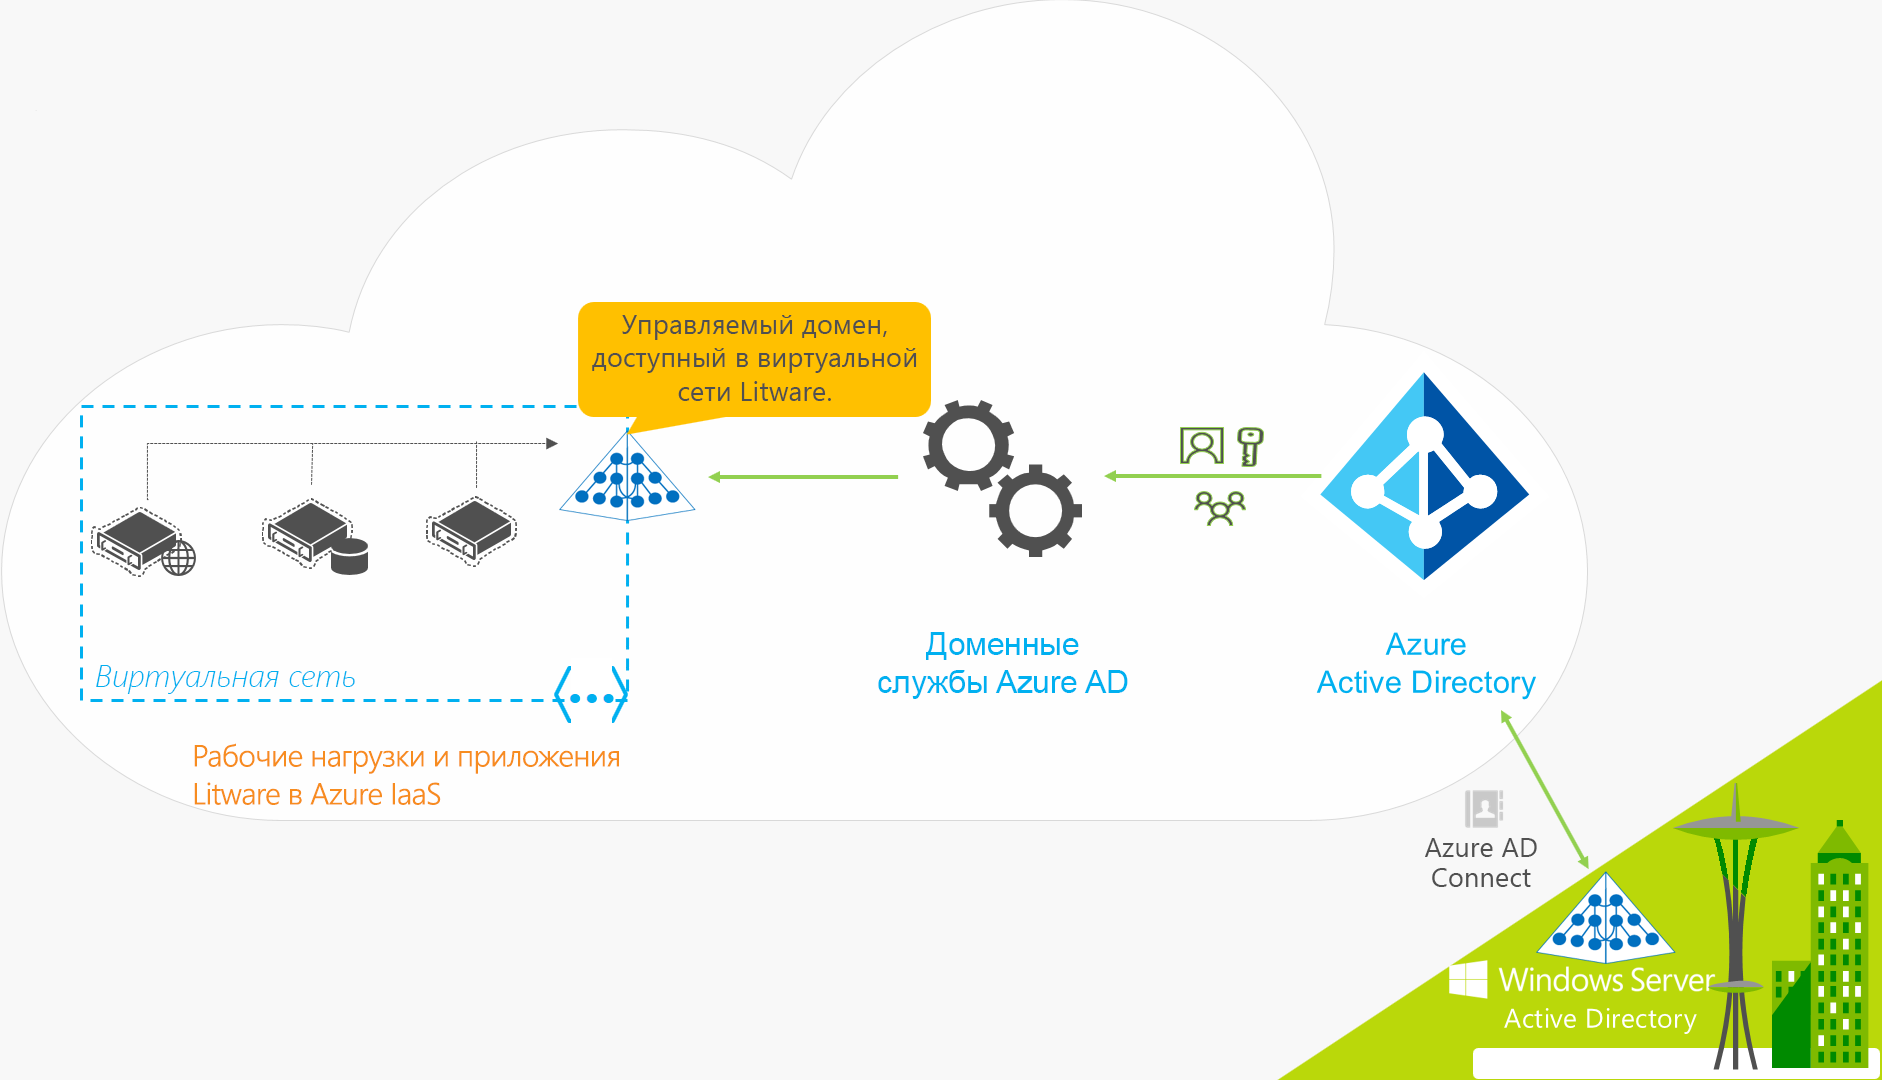 Управляемый домен,
доступный в виртуальной
сети Litware.
Виртуальная сеть
Рабочие нагрузки и приложения
Litware в Azure IaaS
Доменные
службы Azure AD
Azure
Active Directory
Azure AD
Connect
Windows Server
Active Directory